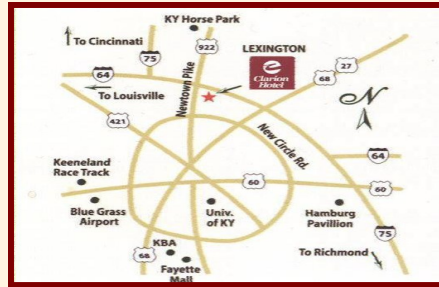 KY Horse Park
To Cincinnati
922
LEXINGTON
27
75
64
Clarion
Hotel
68
To Louisville
Newtown Pike
N
421
New Circle Rd.
64
Keeneland
Race Track
60
60
Blue Grass
Airport
Univ.
of KY
Hamburg
Pavillion
75
KBA
To Richmond
68
Fayette
Mall